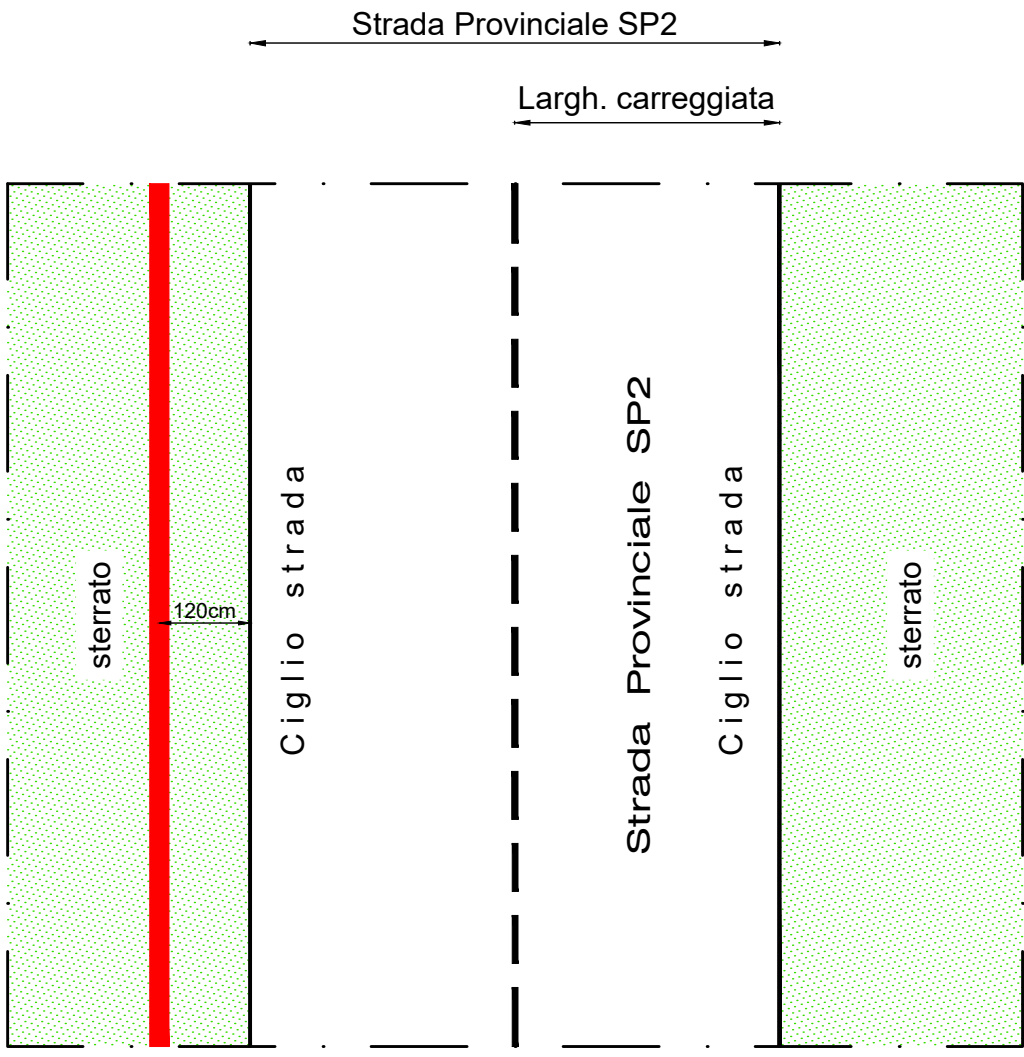 Strada Provinciale SP2
Largh. carreggiata
sterrato
120cm
Ciglio strada
Strada Provinciale SP2
Ciglio strada
sterrato